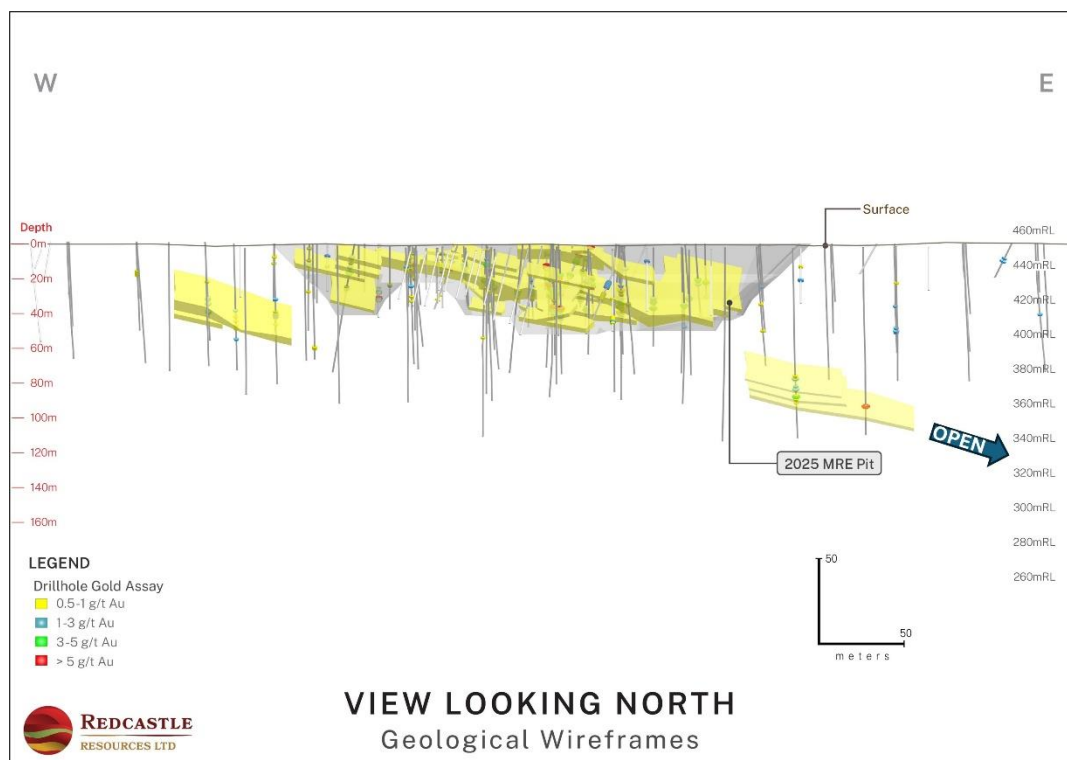 W
E
Surface
Depth
0m
20m
40m
60m
80m
100m
120m
140m
160m
460mRL
440mRL
420mRL
400mRL
380mRL
360mRL
340mRL
320mRL
300mRL
280mRL
260mRL
OPEN
2025 MRE Pit
LEGEND
Drillhole Gold Assay
0.5-1 g/t Au
1-3 g/t Au
3-5 g/t Au
> 5 g/t Au
50
50
meters
REDCASTLE
RESOURCES LTD
VIEW LOOKING NORTH
Geological Wireframes